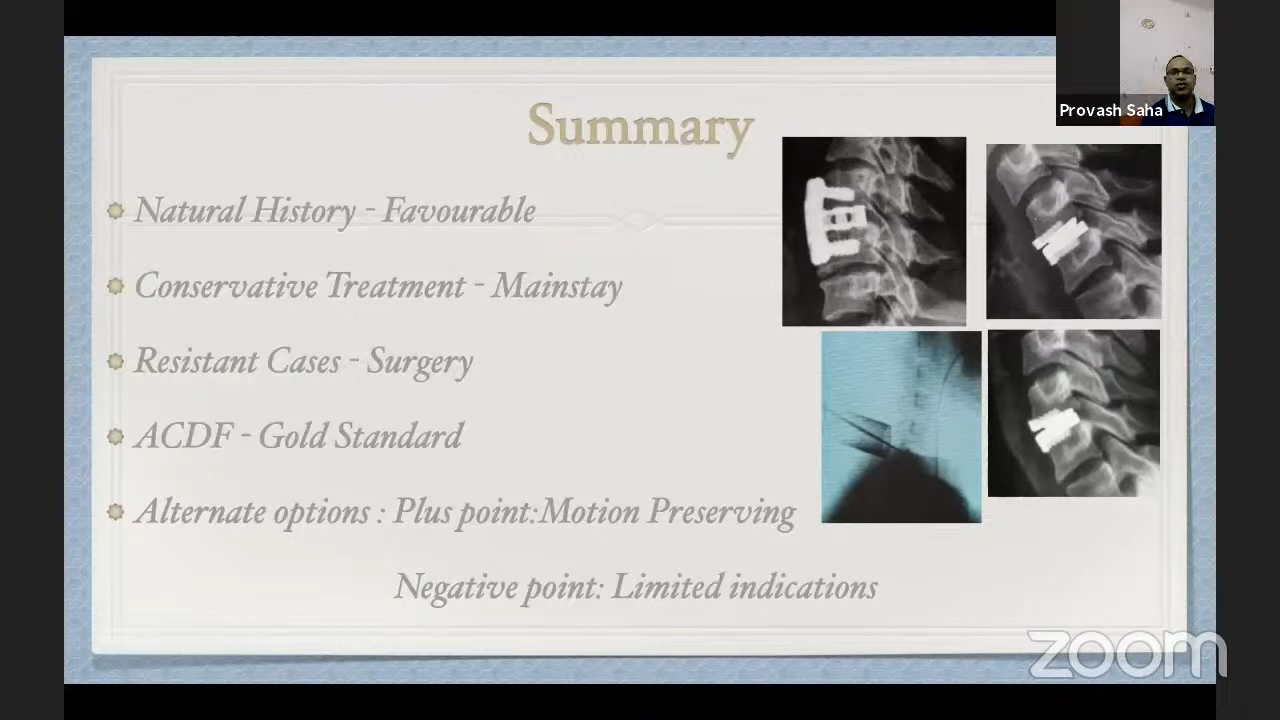 Provash Saha
Summary
Natural History - Favourable
Conservative Treatment - Mainstay
Resistant Cases - Surgery
ACDF - Gold Standard
Alternate options : Plus point:Motion Preserving
Negative point: Limited indications
zoom